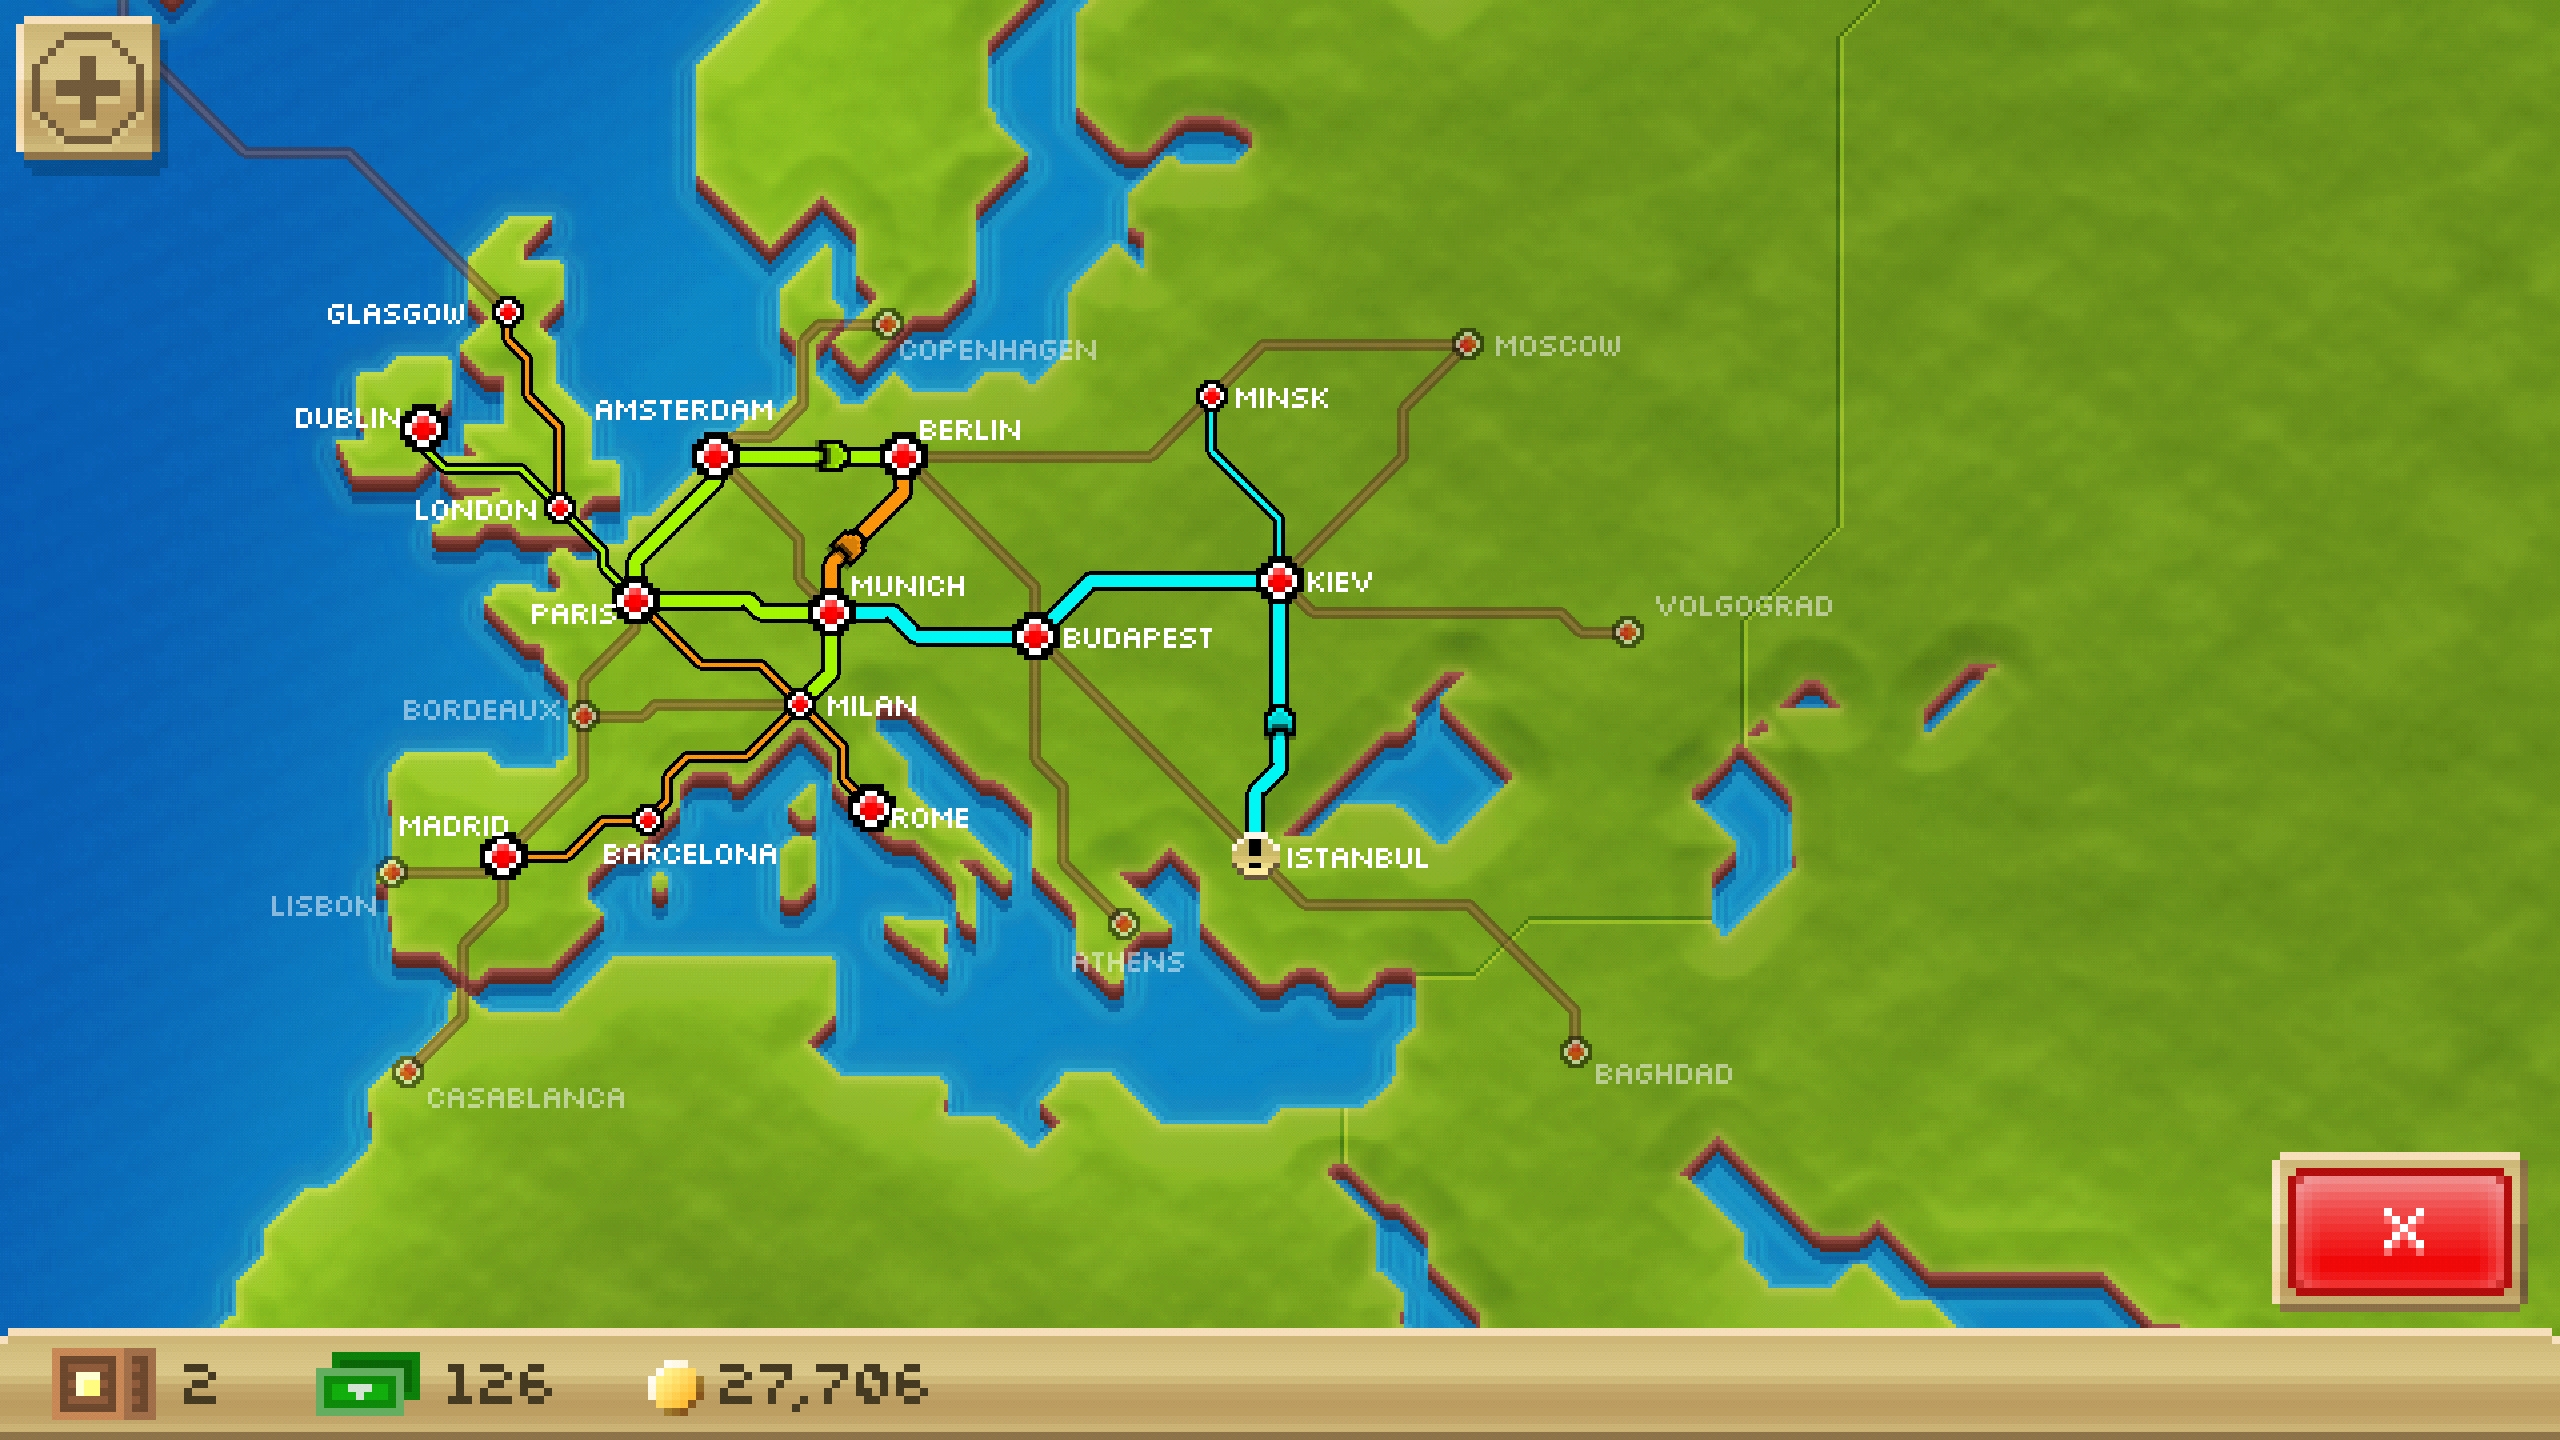 GLASGOW
COPENHAGEN
MOSCOW
MINSK
AMSTERDAM
DUBLIN
BERLIN
LONDON
MUNICH
KIEV
VOLGOGRAD
PARIS
BUDAPEST
BORDEAUX
MILAN
ROME
MADRID
BARCELONA
ISTANBUL
LISBON
ATHENS
BAGHDAD
CASABLANCA
X
2 126 27,706